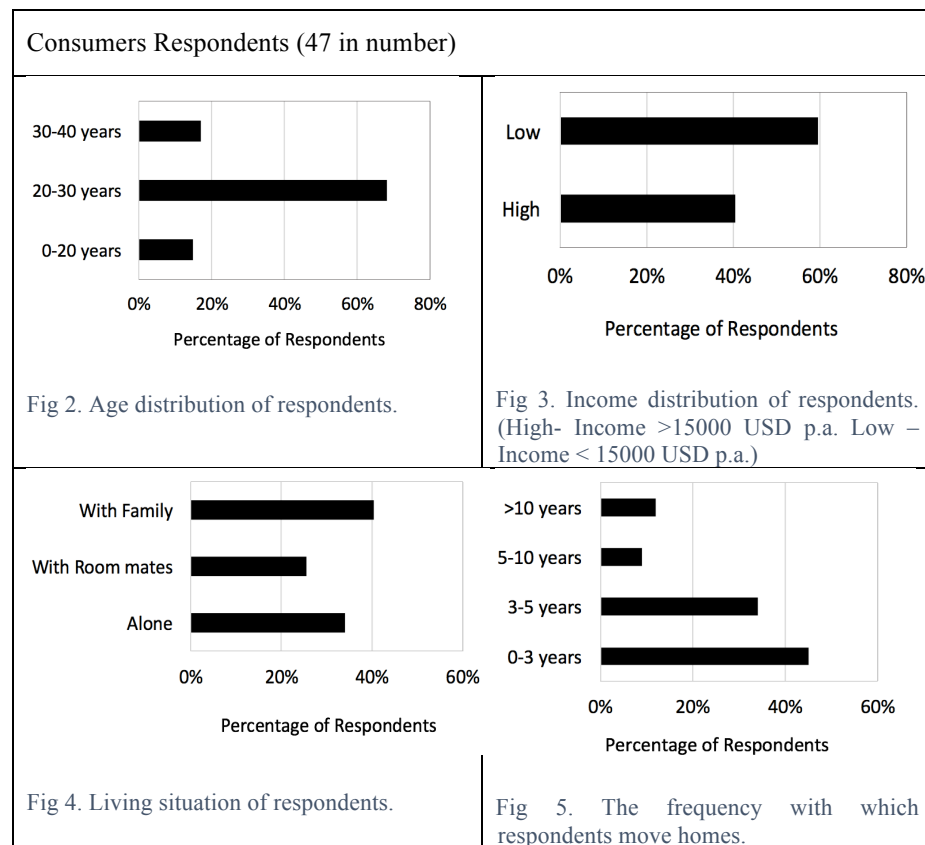 Consumers Respondents (47 in number)
30-40 years
20-30 years
0-20 years
0% 20% 40% 60% 80%
Percentage of Respondents
Fig 2. Age distribution of respondents.
Low
High
0% 20% 40% 60% 80%
Percentage of Respondents
Fig 3. Income distribution of respondents.
(High- Income >15000 USD p.a. Low –
Income < 15000 USD p.a.)
With Family
With Room mates
Alone
0% 20% 40% 60%
Percentage of Respondents
Fig 4. Living situation of respondents.
>10 years
5-10 years
3-5 years
0-3 years
0% 20% 40% 60%
Percentage of Respondents
Fig 5. The frequency with which
respondents move homes.